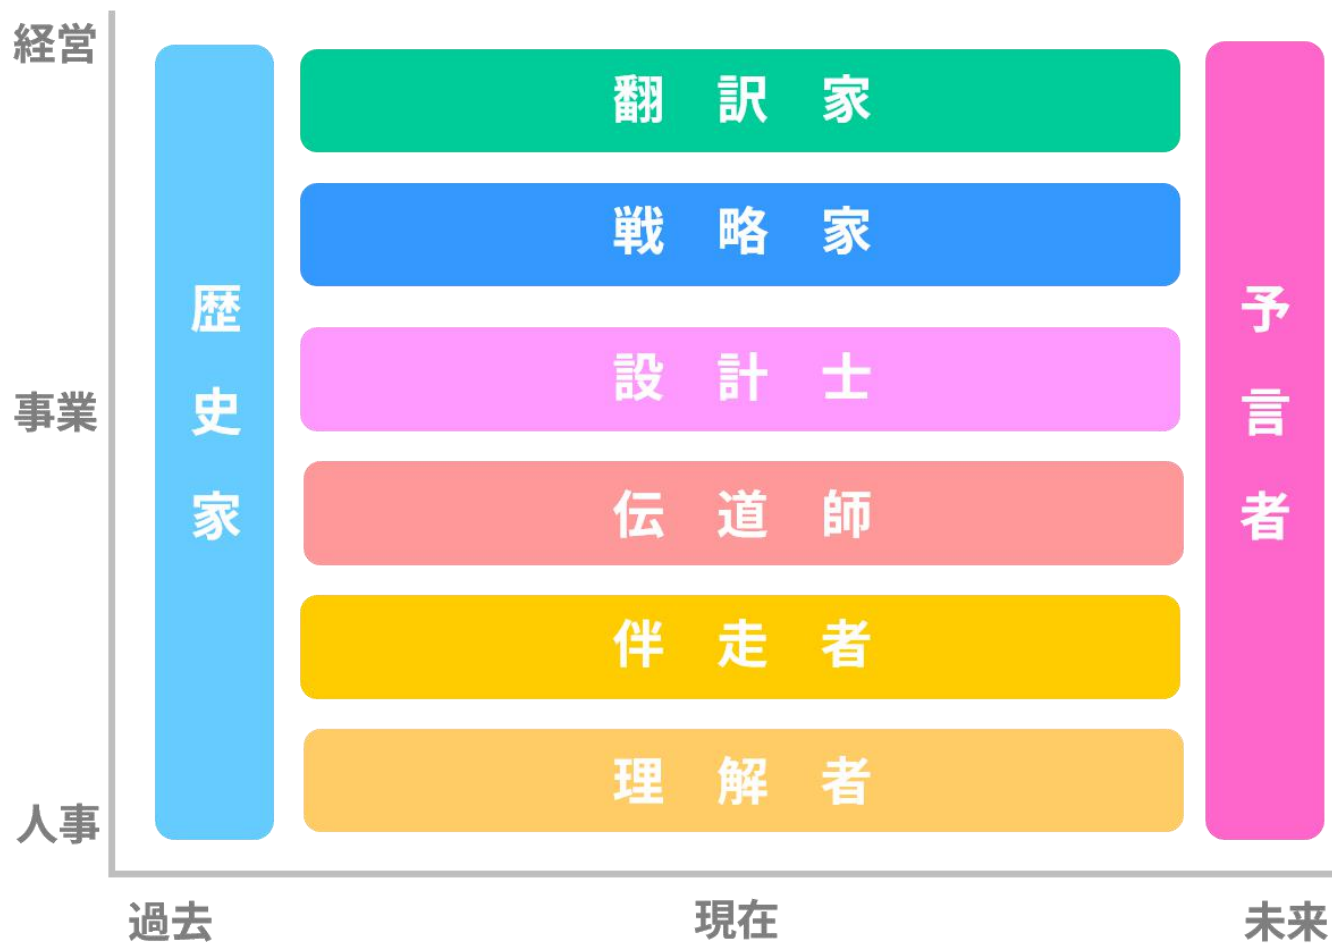 経営
事業
人事
歴史家
翻訳家
戦略家
設計士
伝道師
伴走者
理解者
予言者
過去
現在
未来